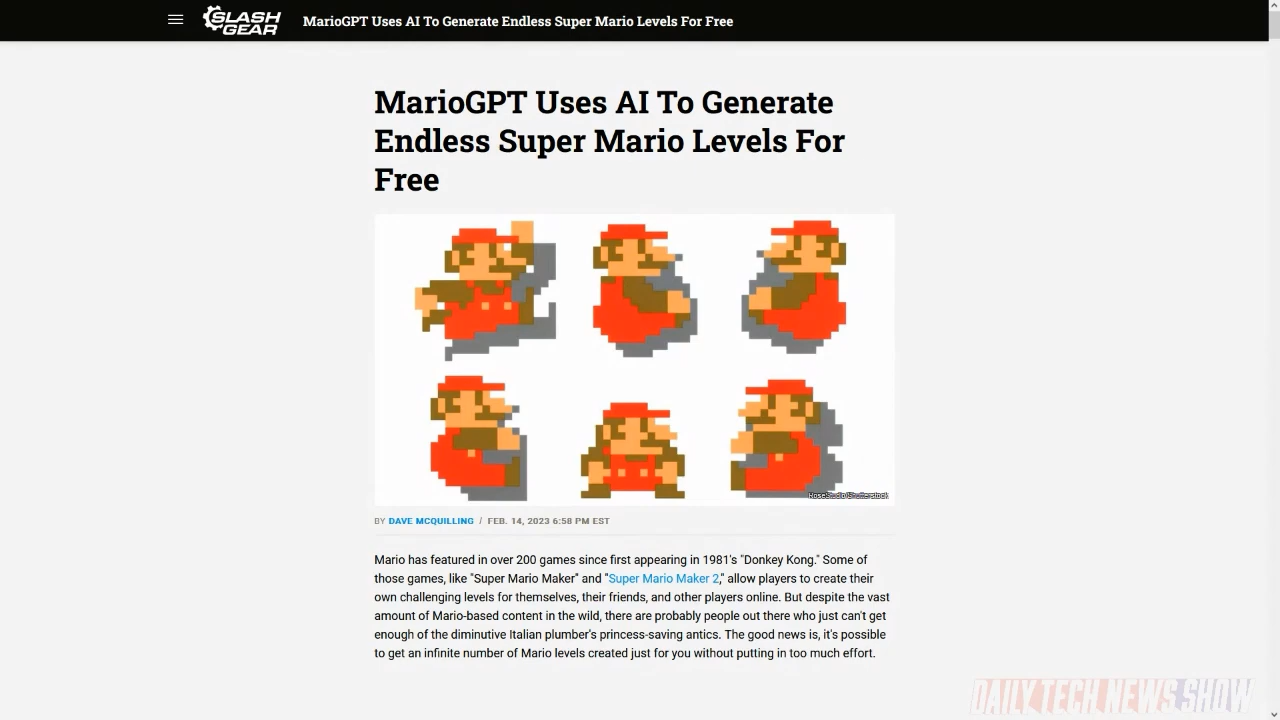 SLASH
GEAR
MarioGPT Uses AI To Generate Endless Super Mario Levels For Free
MarioGPT Uses AI To Generate
Endless Super Mario Levels For
Free
RoseStudio/Shutterstock
BY DAVE MCQUILLING / FEB. 14, 2023 6:58 PM EST
Mario has featured in over 200 games since first appearing in 1981's "Donkey Kong." Some of
those games, like "Super Mario Maker" and "Super Mario Maker 2," allow players to create their
own challenging levels for themselves, their friends, and other players online. But despite the vast
amount of Mario-based content in the wild, there are probably people out there who just can't get
enough of the diminutive Italian plumber's princess-saving antics. The good news is, it's possible
to get an infinite number of Mario levels created just for you without putting in too much effort.
DAILY TECH NEWS SHOW